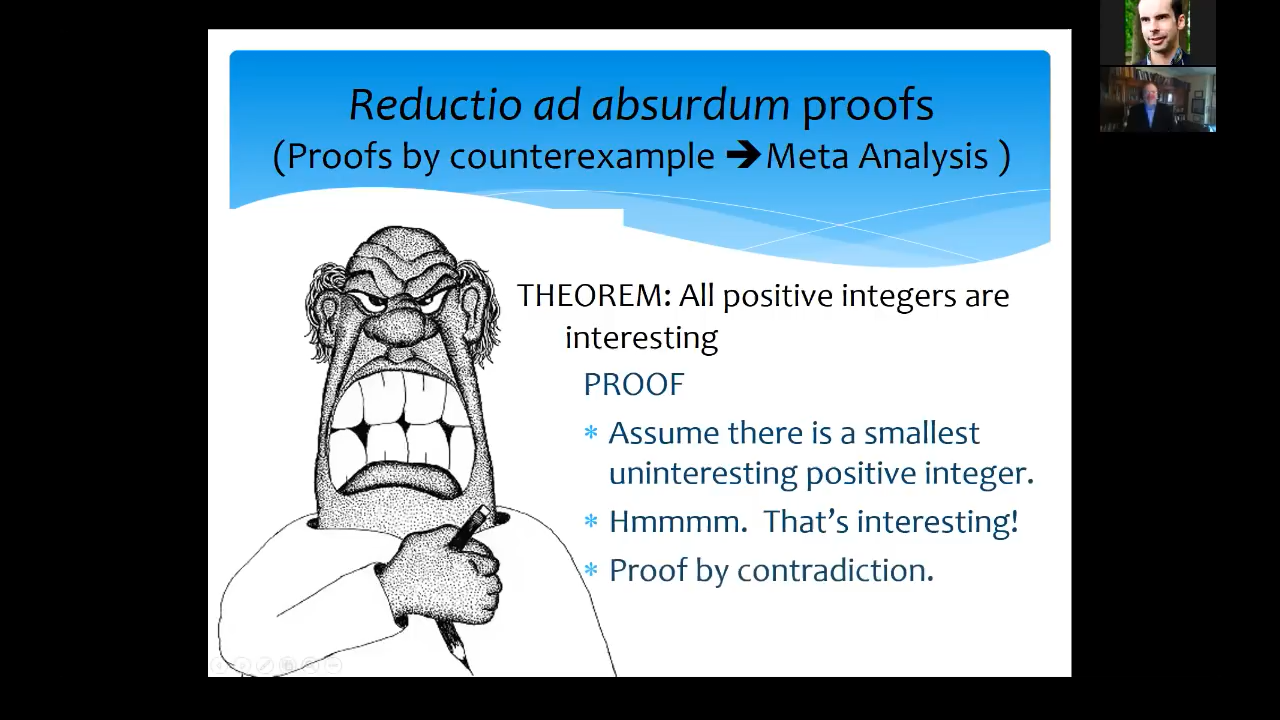 Reductio ad absurdum proofs
(Proofs by counterexample ➔Meta Analysis )
THEOREM: All positive integers are
interesting
PROOF
* Assume there is a smallest
uninteresting positive integer.
* Hmmmm. That's interesting!
* Proof by contradiction.